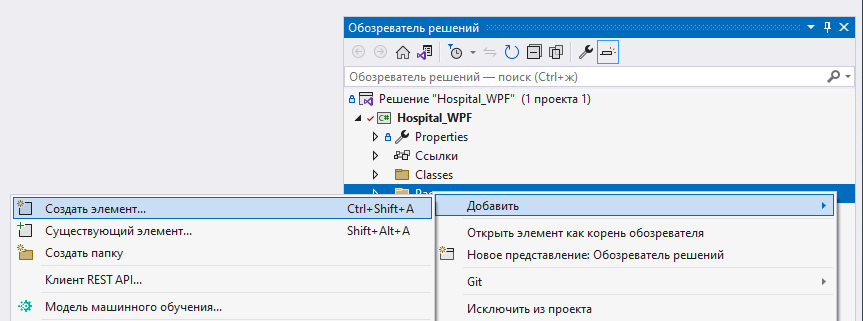 Обозреватель решений
Обозреватель решений — поиск (Ctrl+ж)
Решение "Hospital_WPF" (1 проекта 1)
Hospital_WPF
Properties
Ссылки
Classes
Создать элемент... Ctrl+Shift+A
Существующий элемент... Shift+Alt+A
Создать папку
Клиент REST API...
Модель машинного обучения...
Добавить
Открыть элемент как корень обозревателя
Новое представление: Обозреватель решений
Git
Исключить из проекта